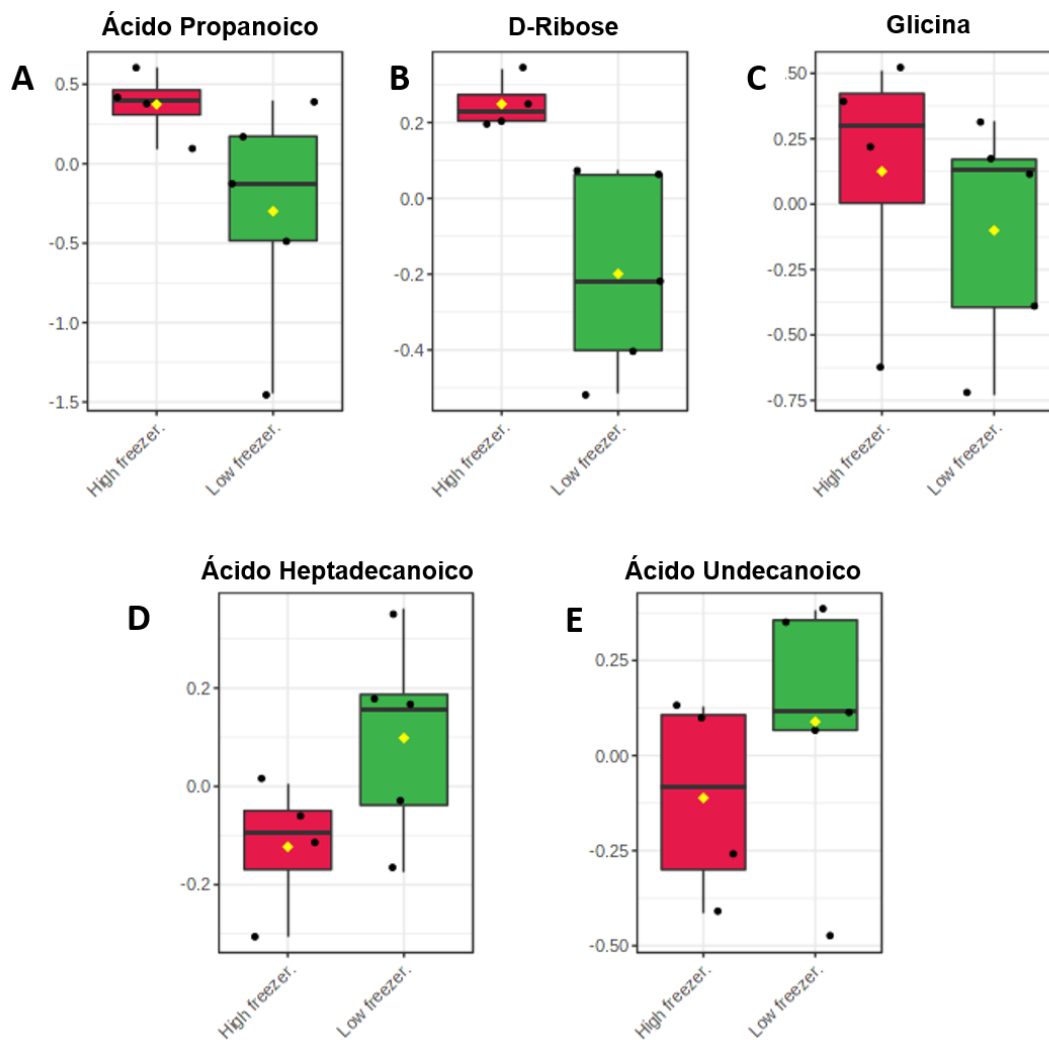 Ácido Propanoico
D-Ribose
Glicina
A
B
C
0.5
0.0
-0.5
-1.0
-1.5
0.2
0.0
-0.2
-0.4
.50
0.25
0.00
-0.25
-0.50
-0.75
High freezer.
Low freezer.
High freezer.
Low freezer.
High freezer.
Low freezer.
Ácido Heptadecanoico
Ácido Undecanoico
D
E
0.2
0.0
-0.2
0.25
0.00
-0.25
-0.50
High freezer.
Low freezer.
High freezer.
Low freezer.